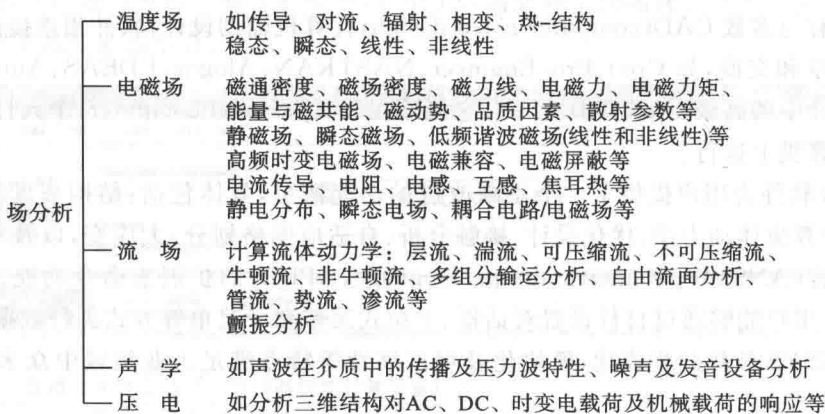 场分析
温度场 如传导、对流、辐射、相变、热-结构
稳态、瞬态、线性、非线性
电磁场 磁通密度、磁场密度、磁力线、电磁力、电磁力矩、
能量与磁共能、磁动势、品质因素、散射参数等
静磁场、瞬态磁场、低频谐波磁场(线性和非线性)等
高频时变电磁场、电磁兼容、电磁屏蔽等
电流传导、电阻、电感、互感、焦耳热等
静电分布、瞬态电场、耦合电路/电磁场等
流 场 计算流体动力学：层流、湍流、可压缩流、不可压缩流、
牛顿流、非牛顿流、多组分输运分析、自由流面分析、
管流、势流、渗流等
颤振分析
声 学 如声波在介质中的传播及压力波特性、噪声及发音设备分析
压 电 如分析三维结构对AC、DC、时变电载荷及机械载荷的响应等